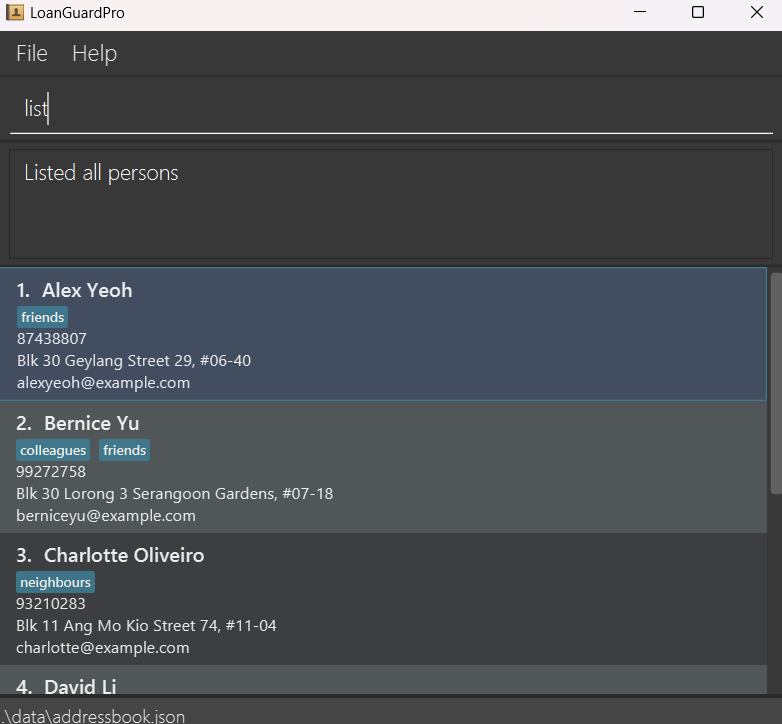 LoanGuardPro
File Help
list
Listed all persons
1. Alex Yeoh
friends
87438807
Blk 30 Geylang Street 29, #06-40
alexyeoh@example.com
2. Bernice Yu
colleagues friends
99272758
Blk 30 Lorong 3 Serangoon Gardens, #07-18
berniceyu@example.com
3. Charlotte Oliveiro
neighbours
93210283
Blk 11 Ang Mo Kio Street 74, #11-04
charlotte@example.com
4. David Li
.\data\addressbook.json